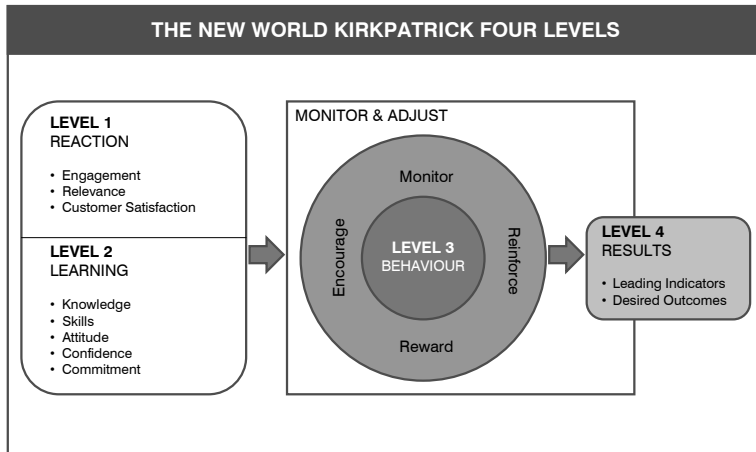 THE NEW WORLD KIRKPATRICK FOUR LEVELS
LEVEL 1
REACTION
• Engagement
• Relevance
• Customer Satisfaction
LEVEL 2
LEARNING
• Knowledge
• Skills
• Attitude
• Confidence
• Commitment
MONITOR & ADJUST
Monitor
Encourage
LEVEL 3
BEHAVIOUR
Reinforce
Reward
LEVEL 4
RESULTS
• Leading Indicators
• Desired Outcomes